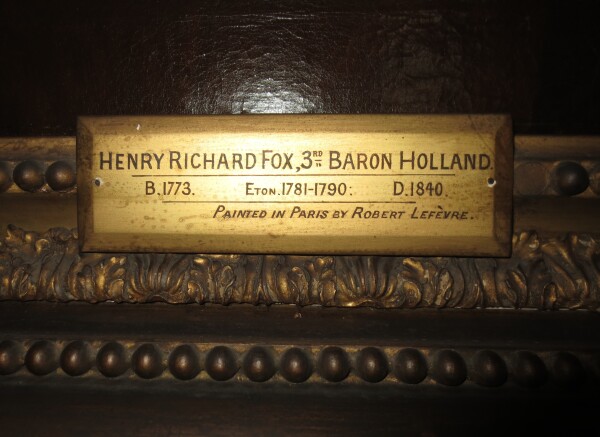 HENRY RICHARD FOX, 3RD BARON HOLLAND.
B. 1773. ETON. 1781-1790. D. 1840.
PAINTED IN PARIS BY ROBERT LEFÈVRE.